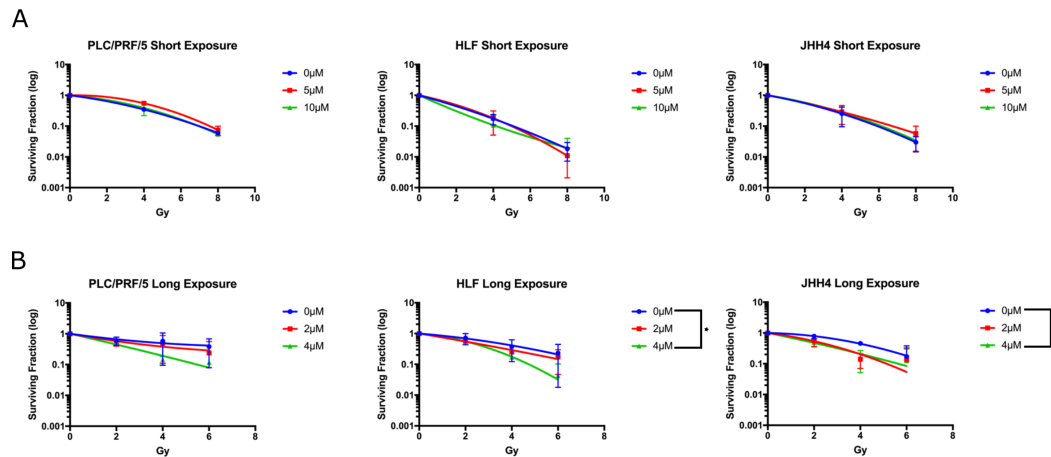 A
PLC/PRF/5 Short Exposure
Surviving Fraction (log)
10
1
0.1
0.01
0.001
0 2 4 6 8 10
Gy
0µM
5µM
10µM
HLF Short Exposure
Surviving Fraction (log)
10
1
0.1
0.01
0.001
0 2 4 6 8 10
Gy
0µM
5µM
10µM
JHH4 Short Exposure
Surviving Fraction (log)
10
1
0.1
0.01
0.001
0 2 4 6 8 10
Gy
0µM
5µM
10µM
B
PLC/PRF/5 Long Exposure
Surviving Fraction (log)
10
1
0.1
0.01
0.001
0 2 4 6 8
Gy
0µM
2µM
4µM
HLF Long Exposure
Surviving Fraction (log)
10
1
0.1
0.01
0.001
0 2 4 6 8
Gy
0µM
2µM
4µM
*
JHH4 Long Exposure
Surviving Fraction (log)
10
1
0.1
0.01
0.001
0 2 4 6 8
Gy
0µM
2µM
4µM